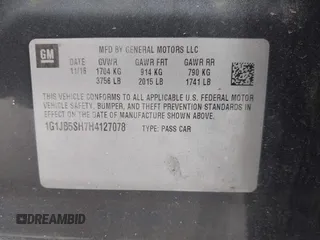 GM
MFD BY GENERAL MOTORS LLC
DATE GVWR GAWR FRT GAWR RR
11/16 1704 KG 914 KG 790 KG
3756 LB 2015 LB 1741 LB
THIS VEHICLE CONFORMS TO ALL APPLICABLE U.S. FEDERAL MOTOR
VEHICLE SAFETY, BUMPER, AND THEFT PREVENTION STANDARDS
IN EFFECT ON THE DATE OF MANUFACTURE SHOWN ABOVE.
1G1JB5SH7H4127078 TYPE: PASS CAR
DREAMBID